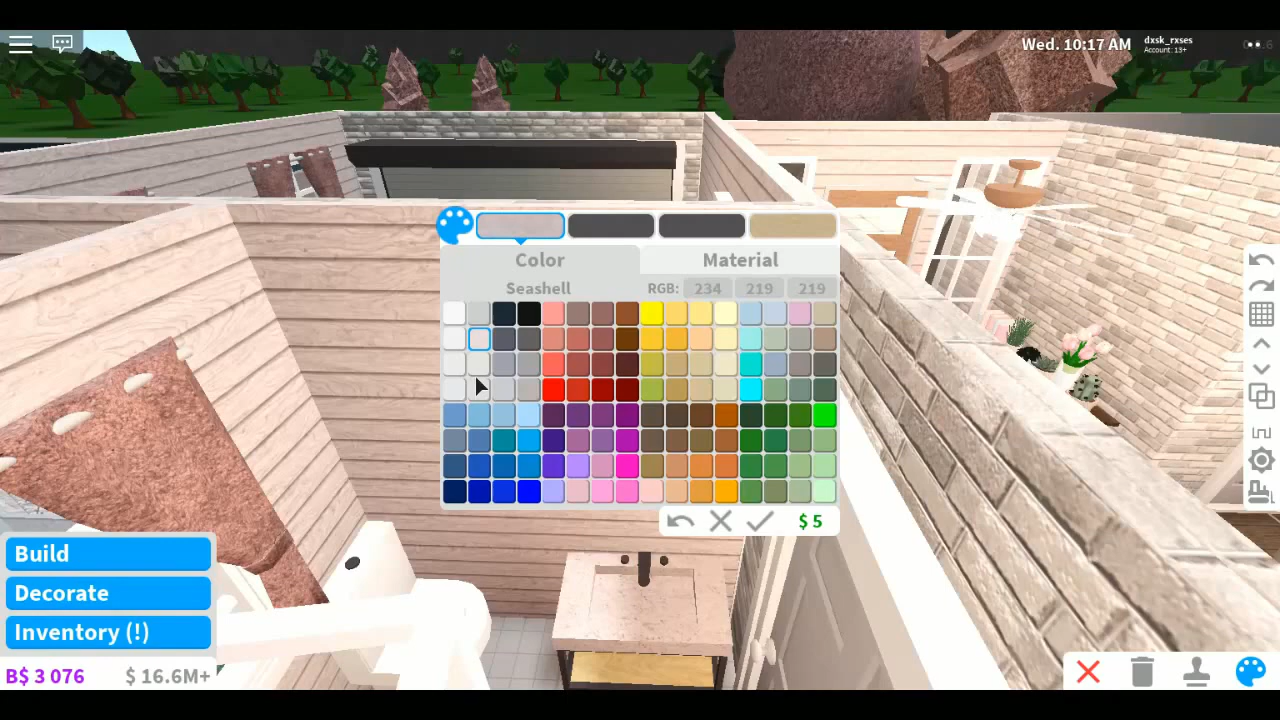 Wed. 10:17 AM
dxsk_rxses
Account: 13+
Color
Material
Seashell
RGB: 234 219 219
$ 5
Build
Decorate
Inventory (!)
B$ 3 076
$ 16.6M+